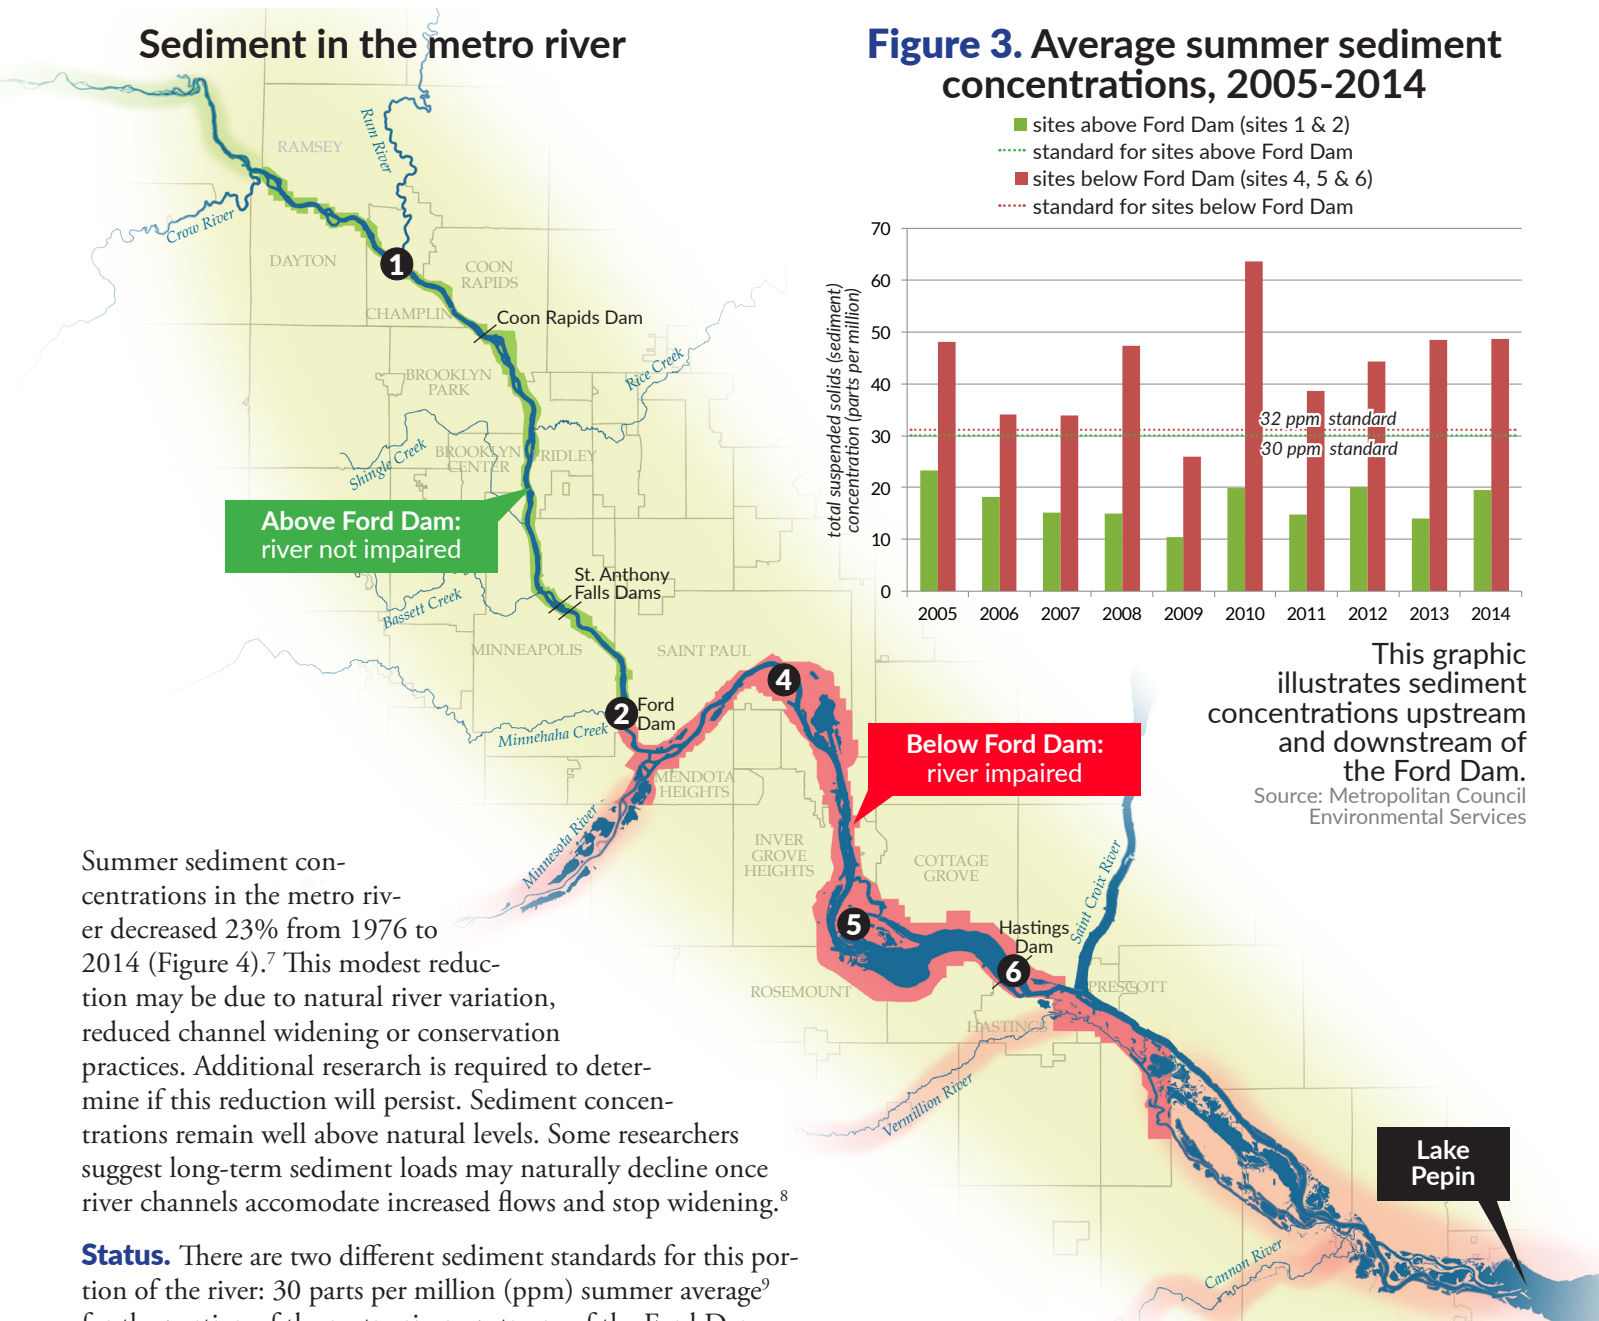 Sediment in the metro river
Figure 3. Average summer sediment
concentrations, 2005-2014
sites above Ford Dam (sites 1 & 2)
standard for sites above Ford Dam
sites below Ford Dam (sites 4, 5 & 6)
standard for sites below Ford Dam
total suspended solids (sediment)
concentration (parts per million)
70
60
50
40
30
20
10
0
32 ppm standard
30 ppm standard
2005 2006 2007 2008 2009 2010 2011 2012 2013 2014
This graphic
illustrates sediment
concentrations upstream
and downstream of
the Ford Dam.
Source: Metropolitan Council
Environmental Services
RAMSEY
Rum River
Crow River
DAYTON
1
COON
RAPIDS
CHAMPLIN
Coon Rapids Dam
BROOKLYN
PARK
Rice Creek
Shingle Creek
BROOKLYN
CENTER
FRIDLEY
Above Ford Dam:
river not impaired
St. Anthony
Falls Dams
Bassett Creek
MINNEAPOLIS
SAINT PAUL
4
2
Ford
Dam
Minnehaha Creek
Below Ford Dam:
river impaired
MENDOTA
HEIGHTS
Minnesota River
INVER
GROVE
HEIGHTS
COTTAGE
GROVE
Saint Croix River
5
Hastings
Dam
6
ROSEMOUNT
PRESCOTT
HASTINGS
Vermillion River
Lake
Pepin
Cannon River
Summer sediment con-
centrations in the metro riv-
er decreased 23% from 1976 to
2014 (Figure 4).7 This modest reduc-
tion may be due to natural river variation,
reduced channel widening or conservation
practices. Additional research is required to deter-
mine if this reduction will persist. Sediment concen-
trations remain well above natural levels. Some researchers
suggest long-term sediment loads may naturally decline once
river channels accomodate increased flows and stop widening.8
Status. There are two different sediment standards for this por-
tion of the river: 30 parts per million (ppm) summer average9